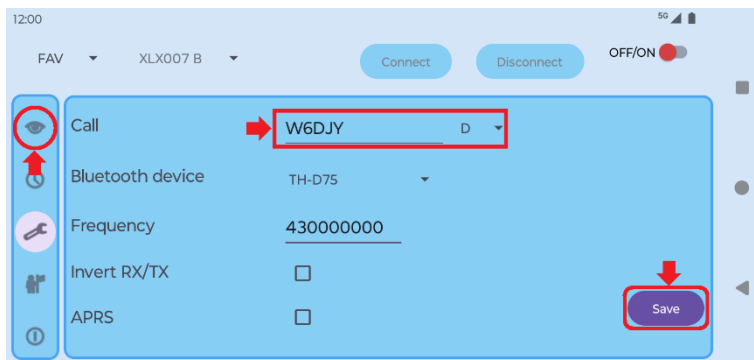 12:00 5G
FAV XLX007 B Connect Disconnect OFF/ON
Call W6DJY D
Bluetooth device TH-D75
Frequency 430000000
Invert RX/TX
APRS Save